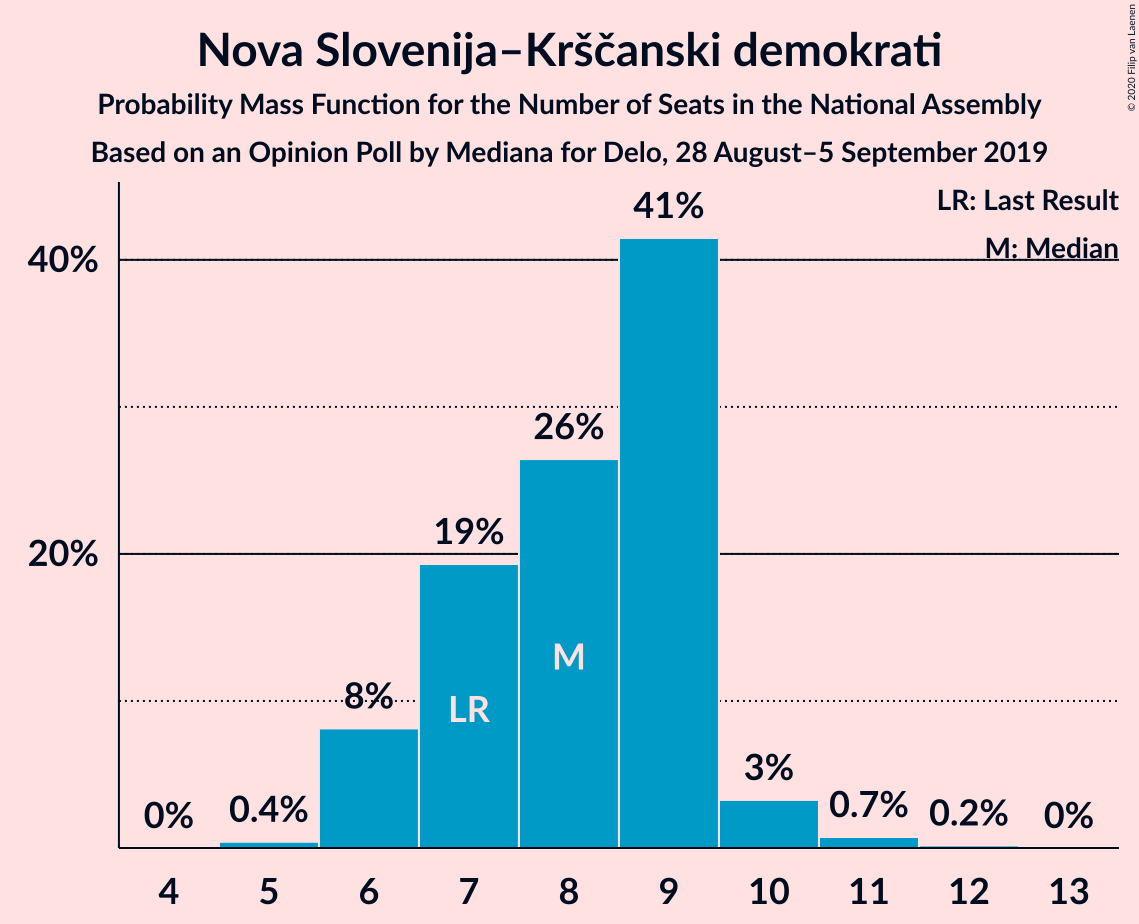 Nova Slovenija–Krščanski demokrati
Probability Mass Function for the Number of Seats in the National Assembly
Based on an Opinion Poll by Mediana for Delo, 28 August–5 September 2019
© 2020 Filip van Laenen
LR: Last Result
M: Median
40%
20%
0%
0.4%
8%
19%
26%
41%
3%
0.7%
0.2%
0%
LR
M
4 5 6 7 8 9 10 11 12 13